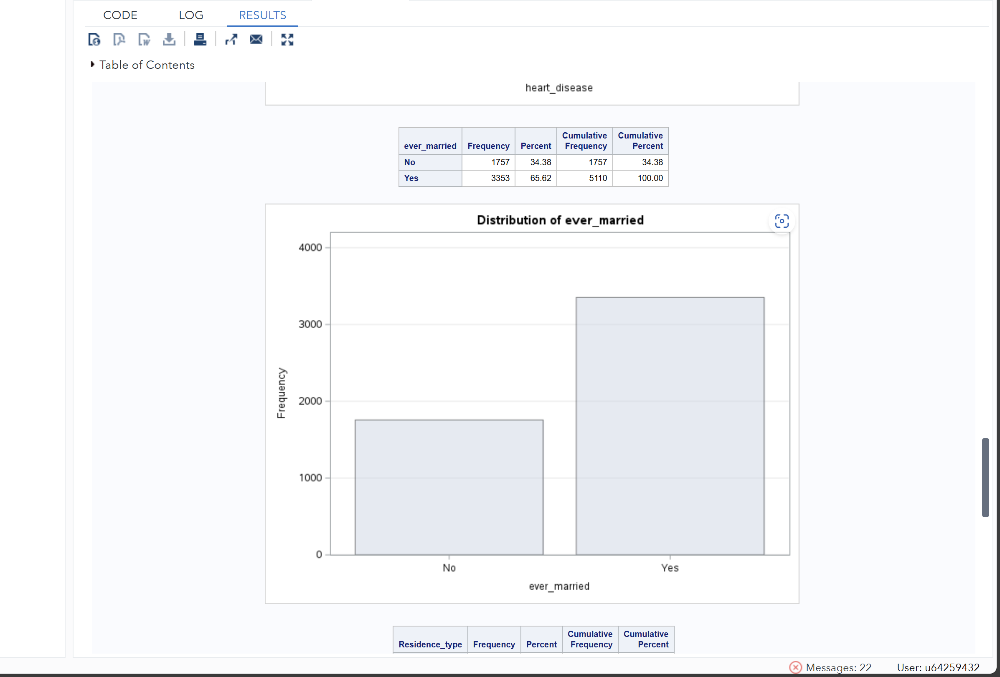 CODE LOG RESULTS
Table of Contents
heart_disease
ever_married Frequency Percent Cumulative Frequency Cumulative Percent
No 1757 34.38 1757 34.38
Yes 3353 65.62 5110 100.00
Distribution of ever_married
4000
3000
2000
1000
0
Frequency
No Yes
ever_married
Residence_type Frequency Percent Cumulative Frequency Cumulative Percent
Messages: 22 User: u64259432